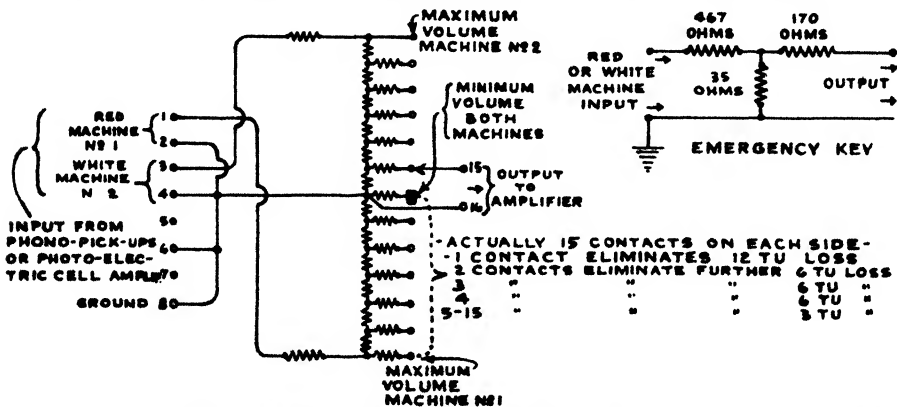 MAXIMUM
VOLUME
MACHINE Nº2
MINIMUM
VOLUME
BOTH
MACHINES
RED
MACHINE
Nº1
WHITE
MACHINE
N 2
1
2
3
4
5
6
7
8
INPUT FROM
PHONO-PICK-UPS
OR PHOTO-ELEC-
TRIC CELL AMPL
GROUND
15
16
OUTPUT
TO
AMPLIFIER
467
OHMS
170
OHMS
35
OHMS
RED
OR WHITE
MACHINE
INPUT
OUTPUT
EMERGENCY KEY
-ACTUALLY 15 CONTACTS ON EACH SIDE-
-1 CONTACT ELIMINATES 12 TU LOSS
2 CONTACTS ELIMINATE FURTHER 6 TU LOSS
3 " " " 6 TU "
4 " " " 6 TU "
5-15 " " " 3 TU "
MAXIMUM
VOLUME
MACHINE Nº1